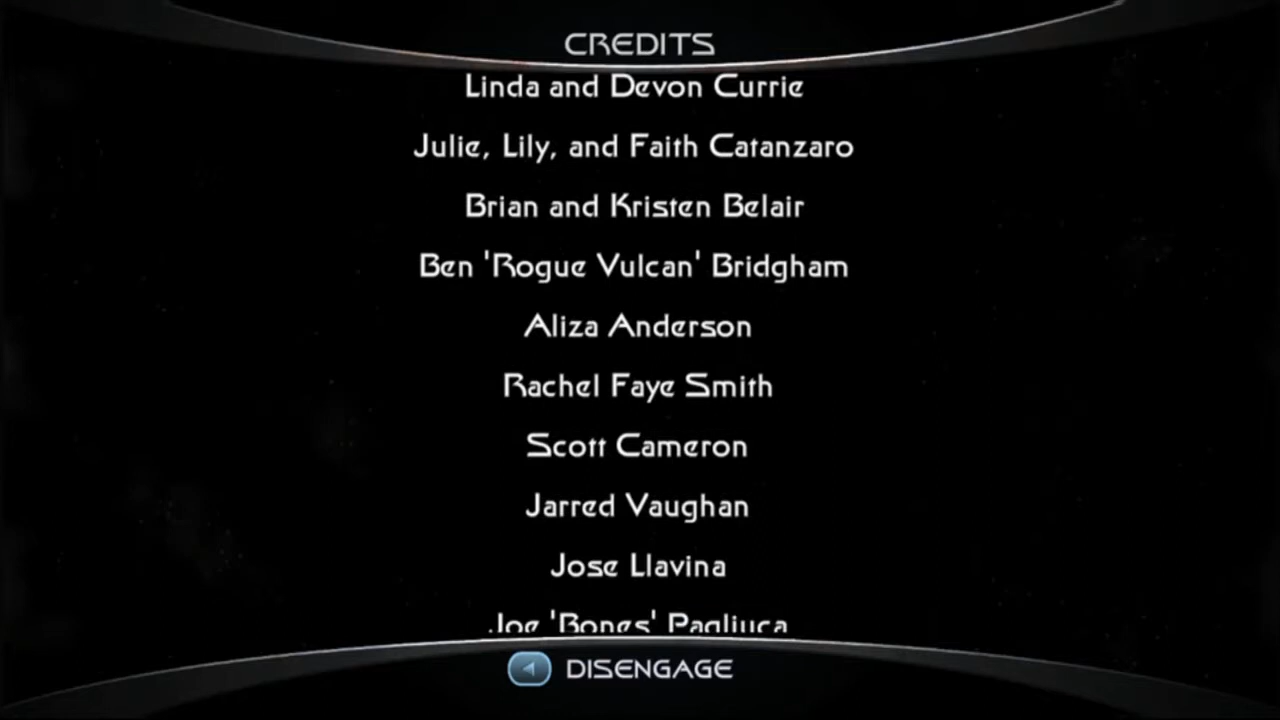 CREDITS
Linda and Devon Currie
Julie, Lily, and Faith Catanzaro
Brian and Kristen Belair
Ben 'Rogue Vulcan' Bridgham
Aliza Anderson
Rachel Faye Smith
Scott Cameron
Jarred Vaughan
Jose Llavina
Joe 'Bones' Pagliuca
DISENGAGE